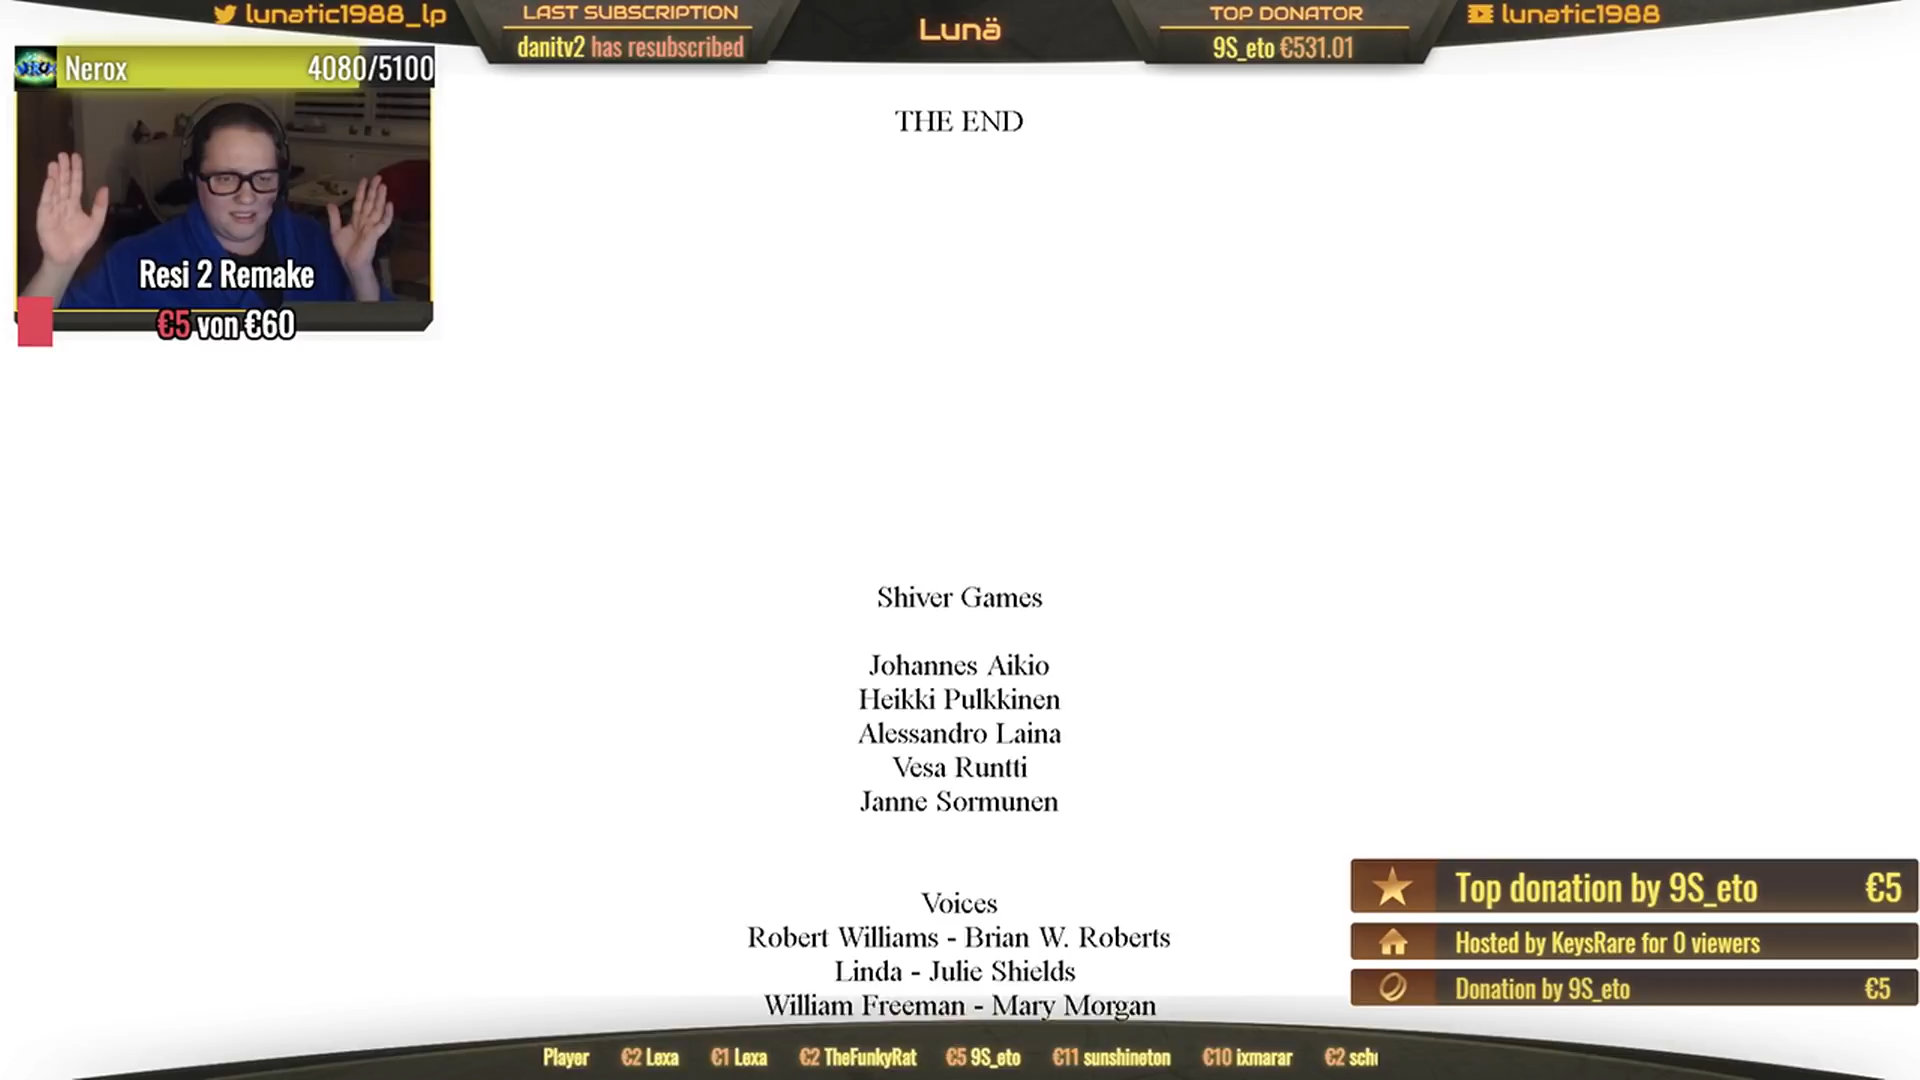 lunatic1988_lp
LAST SUBSCRIPTION
danitv2 has resubscribed
Lunä
TOP DONATOR
9S_eto €531.01
lunatic1988
Nerox 4080/5100
Resi 2 Remake
€5 von €60
THE END
Shiver Games
Johannes Aikio
Heikki Pulkkinen
Alessandro Laina
Vesa Runtti
Janne Sormunen
Voices
Robert Williams - Brian W. Roberts
Linda - Julie Shields
William Freeman - Mary Morgan
Top donation by 9S_eto €5
Hosted by KeysRare for 0 viewers
Donation by 9S_eto €5
Player €2 Lexa €1 Lexa €2 TheFunkyRat €5 9S_eto €11 sunshineton €10 ixmarar €2